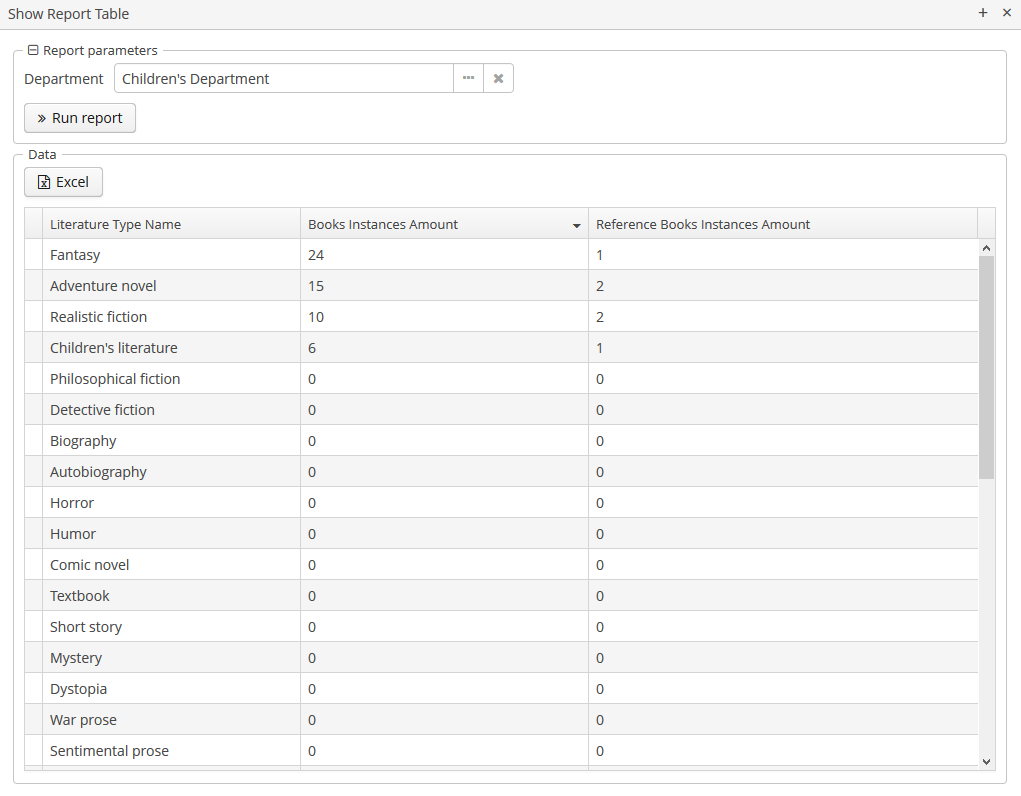 Show Report Table
Report parameters
Department Children's Department
Run report
Data
Excel
Literature Type Name Books Instances Amount Reference Books Instances Amount
Fantasy 24 1
Adventure novel 15 2
Realistic fiction 10 2
Children's literature 6 1
Philosophical fiction 0 0
Detective fiction 0 0
Biography 0 0
Autobiography 0 0
Horror 0 0
Humor 0 0
Comic novel 0 0
Textbook 0 0
Short story 0 0
Mystery 0 0
Dystopia 0 0
War prose 0 0
Sentimental prose 0 0